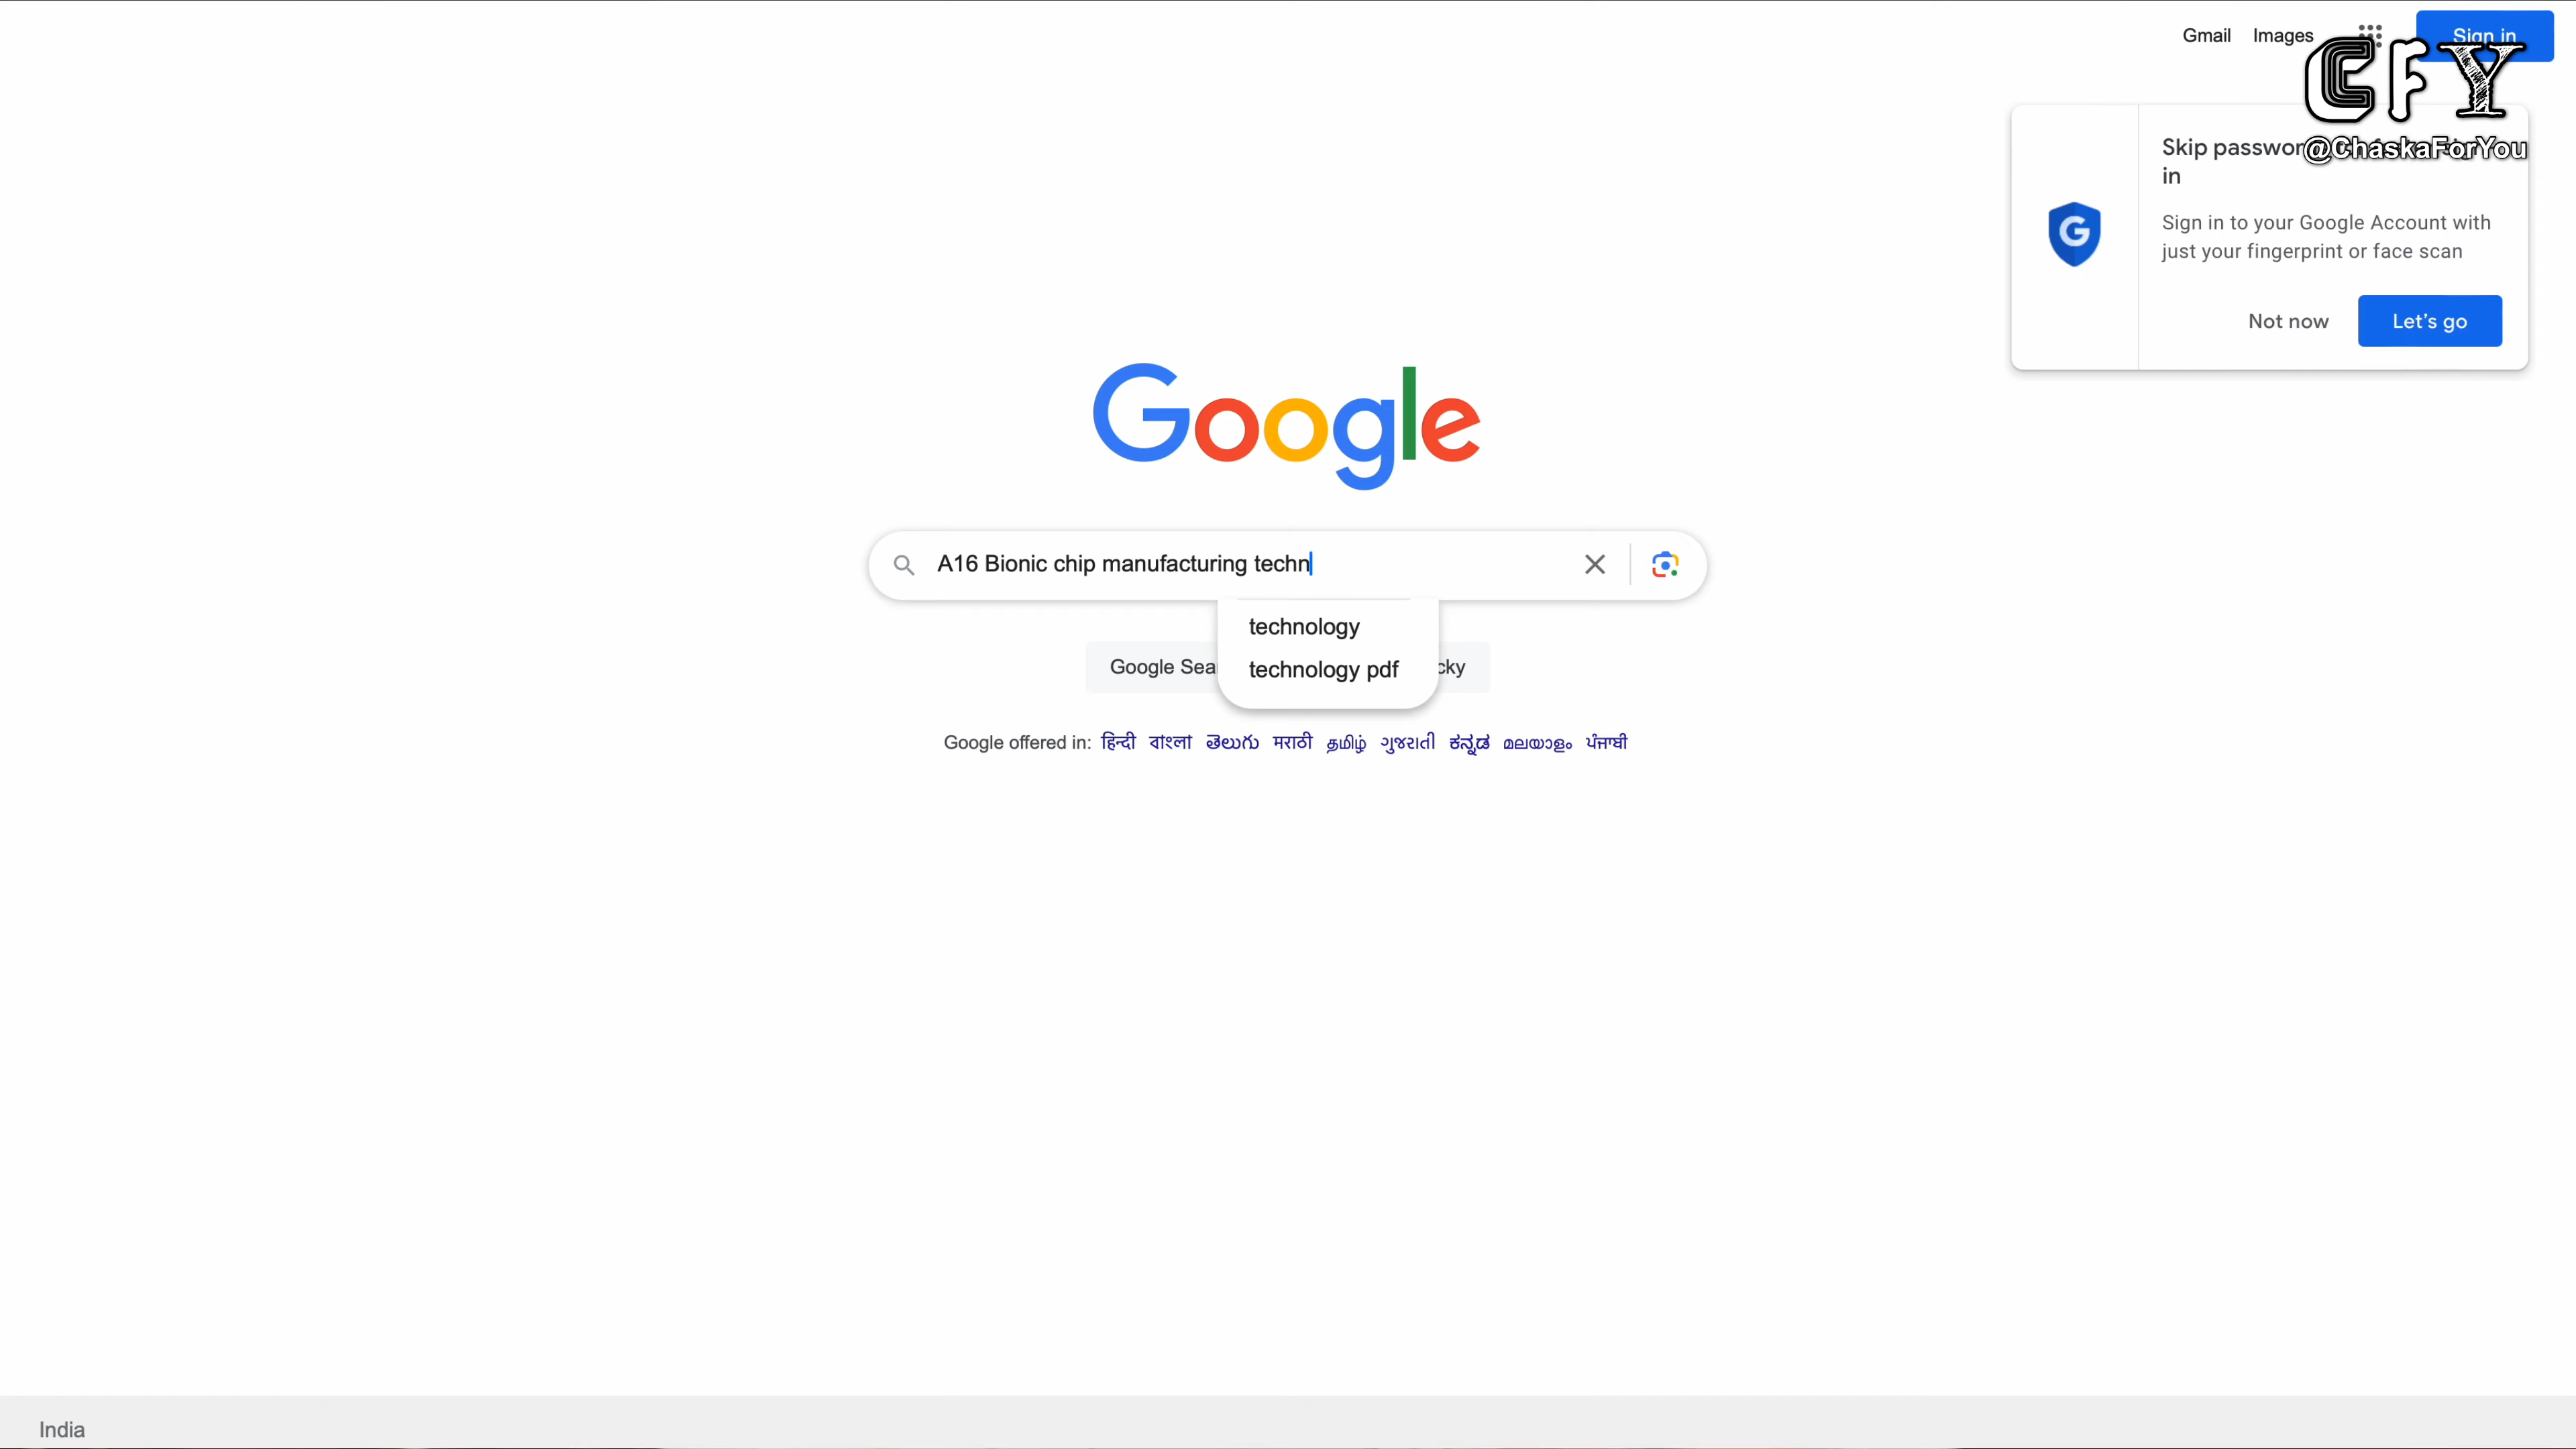 Gmail Images Sign in
CFY
@ChaskaForYou
Skip passwor
in
Sign in to your Google Account with
just your fingerprint or face scan
Not now Let's go
Google
A16 Bionic chip manufacturing techn
technology
technology pdf
Google Sea cky
Google offered in: हिन्दी বাংলা తెలుగు मराठी தமிழ் ગુજરાતી ಕನ್ನಡ മലയാളം ਪੰਜਾਬੀ
India